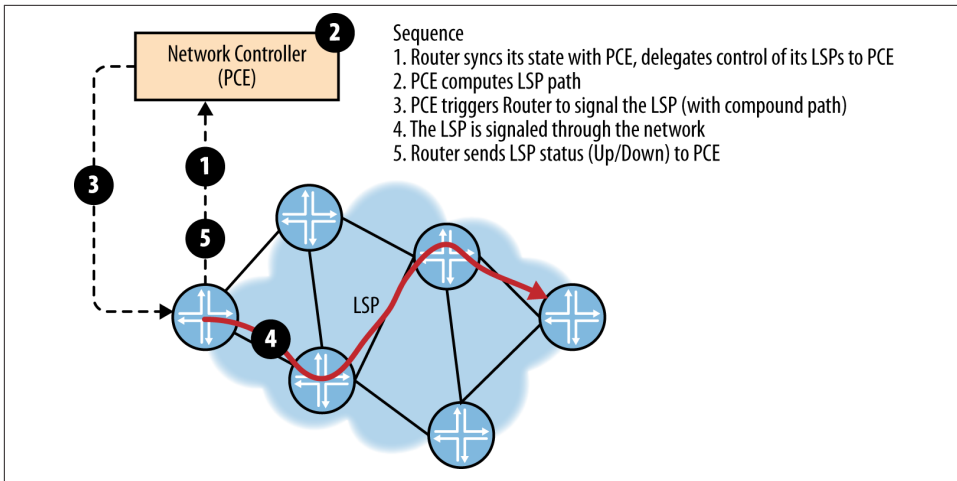 2
Network Controller
(PCE)
Sequence
1. Router syncs its state with PCE, delegates control of its LSPs to PCE
2. PCE computes LSP path
3. PCE triggers Router to signal the LSP (with compound path)
4. The LSP is signaled through the network
5. Router sends LSP status (Up/Down) to PCE
1
3
5
LSP
4